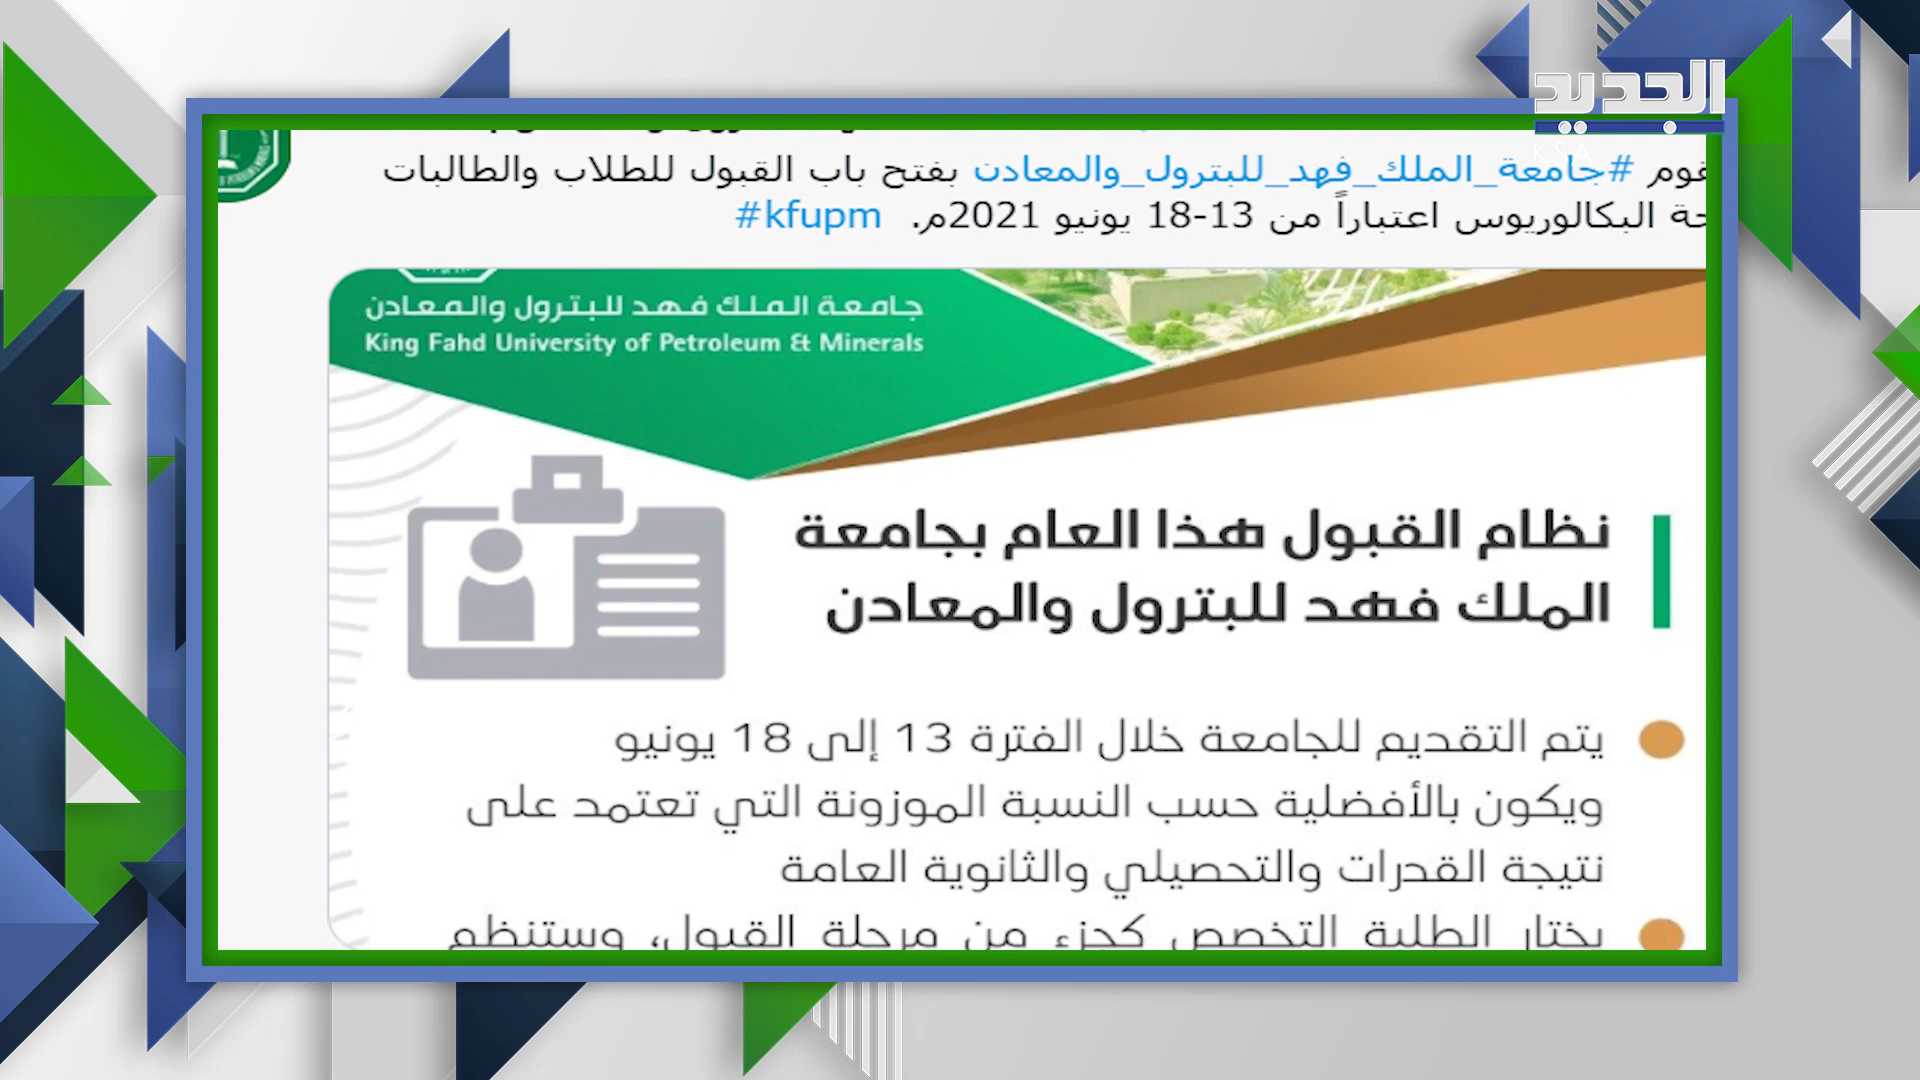 الجديد
KSA
#جامعة_الملك_فهد_للبترول_والمعادن بفتح باب القبول للطلاب والطالبات
البكالوريوس اعتباراً من 13-18 يونيو 2021م. #kfupm
جامعة الملك فهد للبترول والمعادن
King Fahd University of Petroleum & Minerals
نظام القبول هذا العام بجامعة
الملك فهد للبترول والمعادن
يتم التقديم للجامعة خلال الفترة 13 إلى 18 يونيو
ويكون بالأفضلية حسب النسبة الموزونة التي تعتمد على
نتيجة القدرات والتحصيلي والثانوية العامة
يختار الطلبة التخصص كجزء من مرحلة القبول، وستنظم